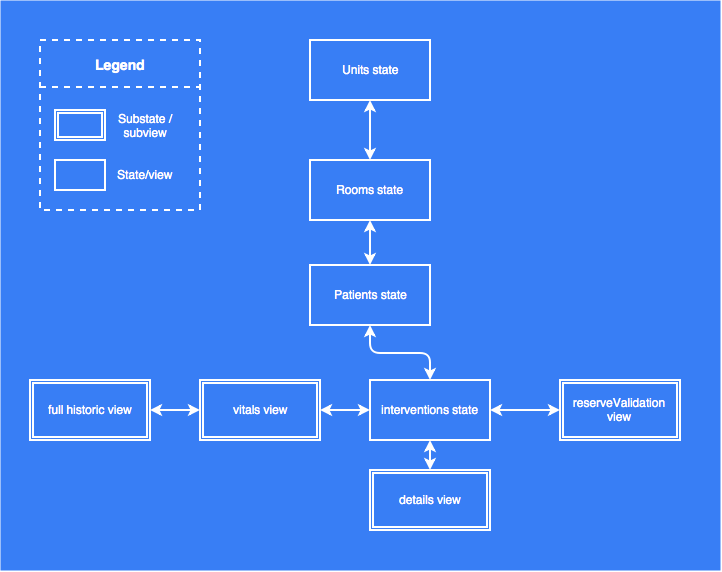 Legend
Substate /
subview
State/view
Units state
Rooms state
Patients state
full historic view
vitals view
interventions state
reserveValidation
view
details view